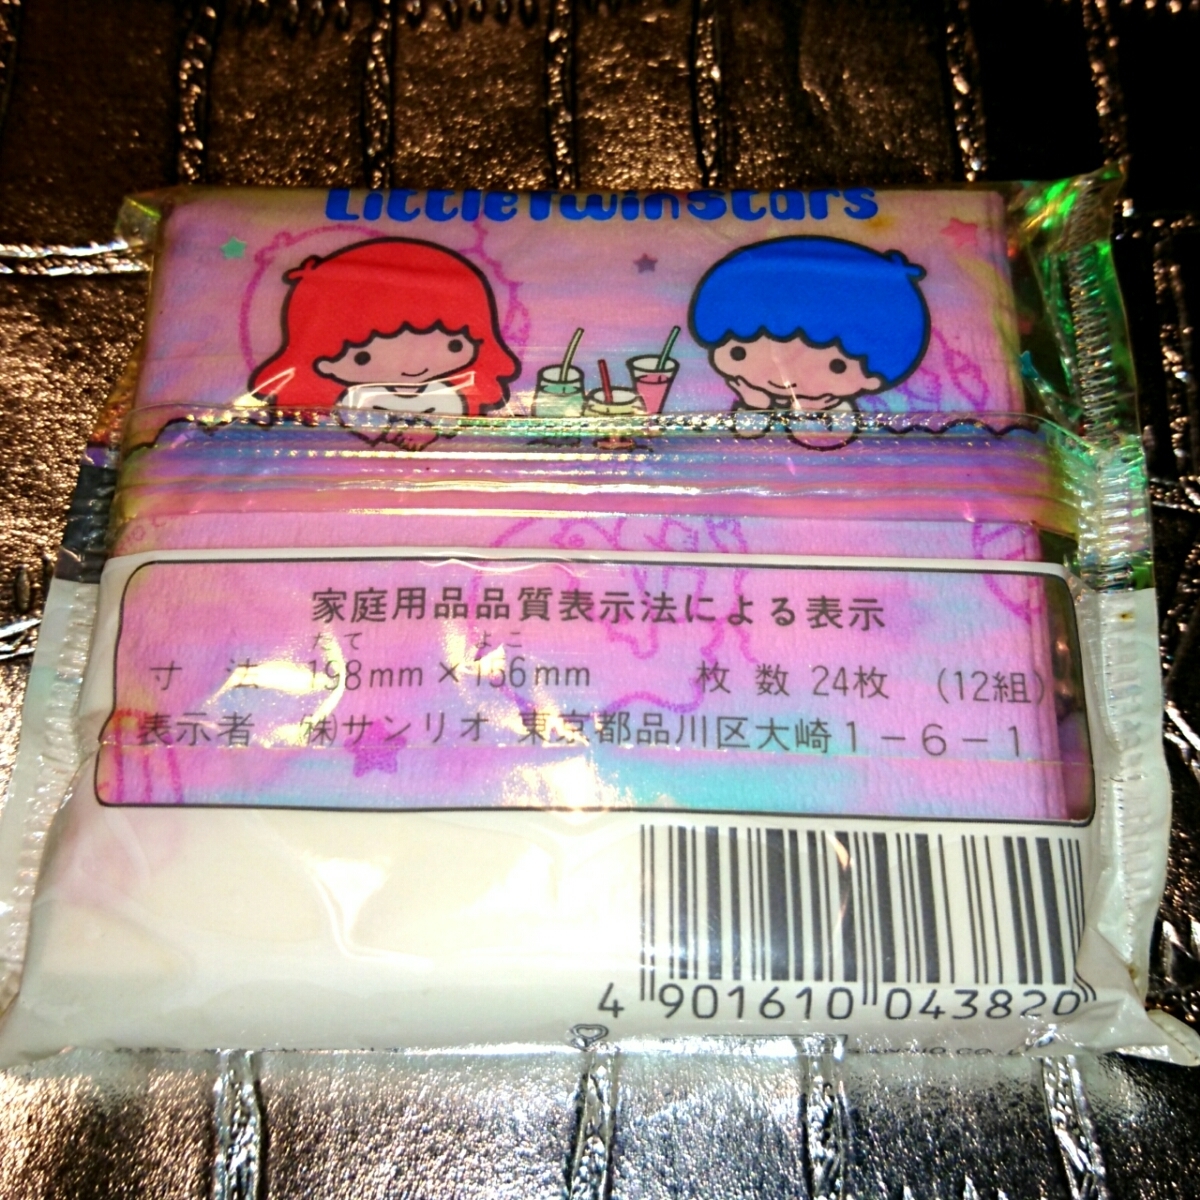 LittleTwinStars
家庭用品品質表示法による表示
たて よこ
寸法 198mm×156mm 枚数 24枚 (12組)
表示者 ㈱サンリオ 東京都品川区大崎1-6-1
4 901610 043820